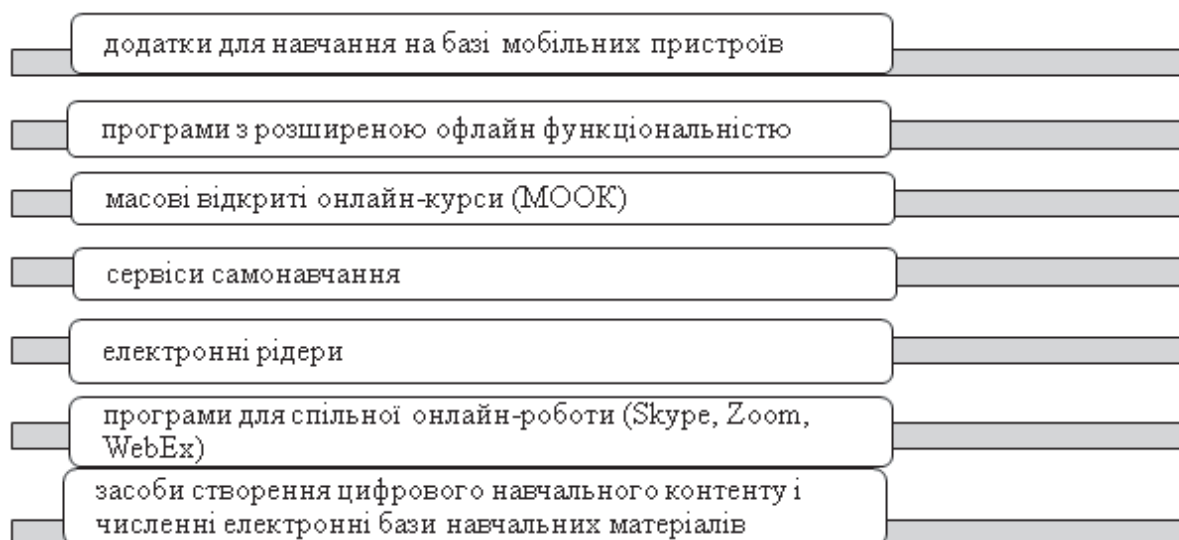 додатки для навчання на базі мобільних пристроїв
програми з розширеною офлайн функціональністю
масові відкриті онлайн-курси (МООК)
сервіси самонавчання
електронні рідери
програми для спільної онлайн-роботи (Skype, Zoom,
WebEx)
засоби створення цифрового навчального контенту і
численні електронні бази навчальних матеріалів